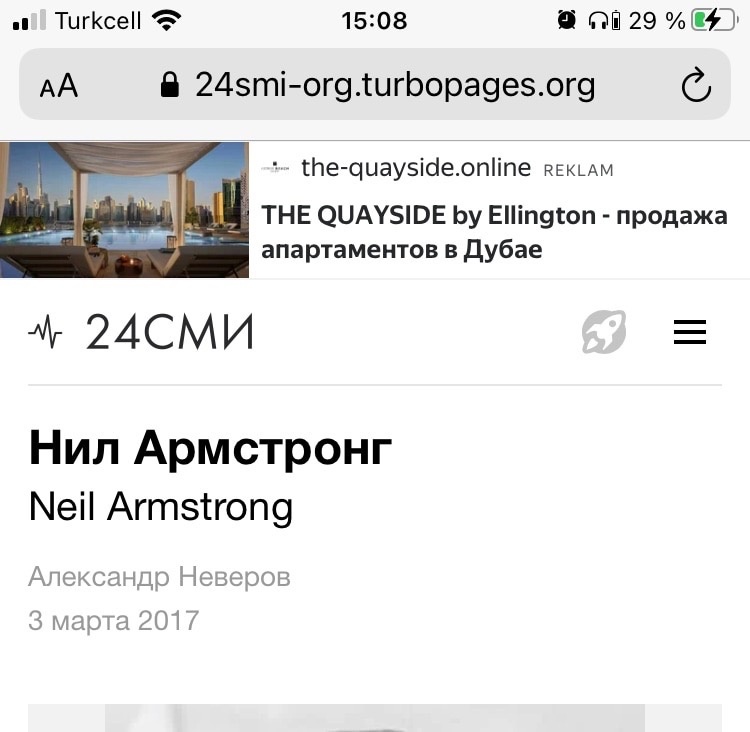 Turkcell 15:08 29 %
AA 24smi-org.turbopages.org
the-quayside.online REKLAM
THE QUAYSIDE by Ellington - продажа
апартаментов в Дубае
24СМИ
Нил Армстронг
Neil Armstrong
Александр Неверов
3 марта 2017